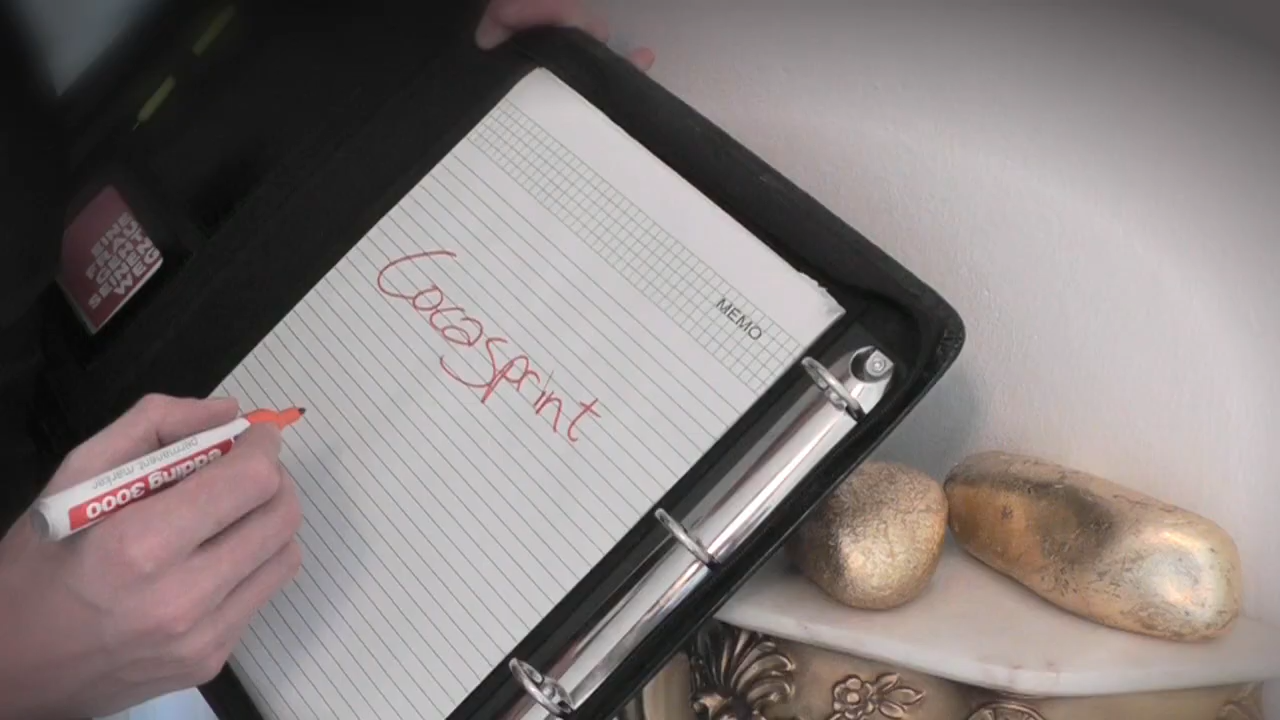 MEMO
Cocasprint
EINE
FRAU
GEHT
SEINEN
WEG
edding 3000
permanent marker